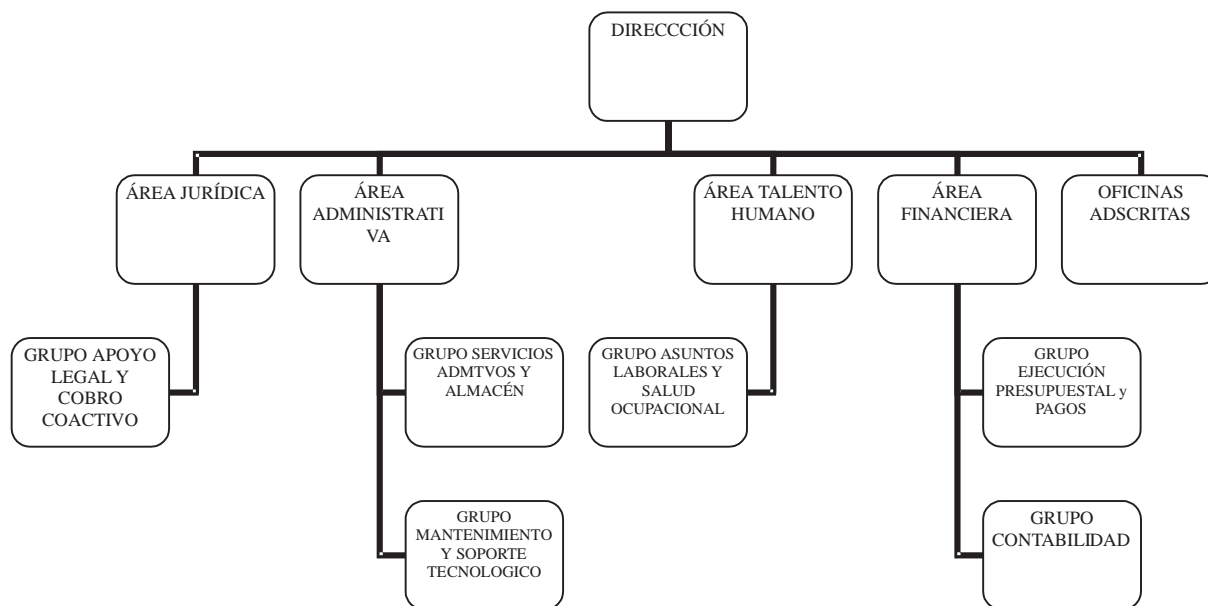 DIRECCCIÓN
ÁREA JURÍDICA
ÁREA
ADMINISTRATI
VA
ÁREA TALENTO
HUMANO
ÁREA
FINANCIERA
OFICINAS
ADSCRITAS
GRUPO APOYO
LEGAL Y
COBRO
COACTIVO
GRUPO SERVICIOS
ADMTVOS Y
ALMACÉN
GRUPO ASUNTOS
LABORALES Y
SALUD
OCUPACIONAL
GRUPO
EJECUCIÓN
PRESUPUESTAL y
PAGOS
GRUPO
MANTENIMIENTO
Y SOPORTE
TECNOLOGICO
GRUPO
CONTABILIDAD